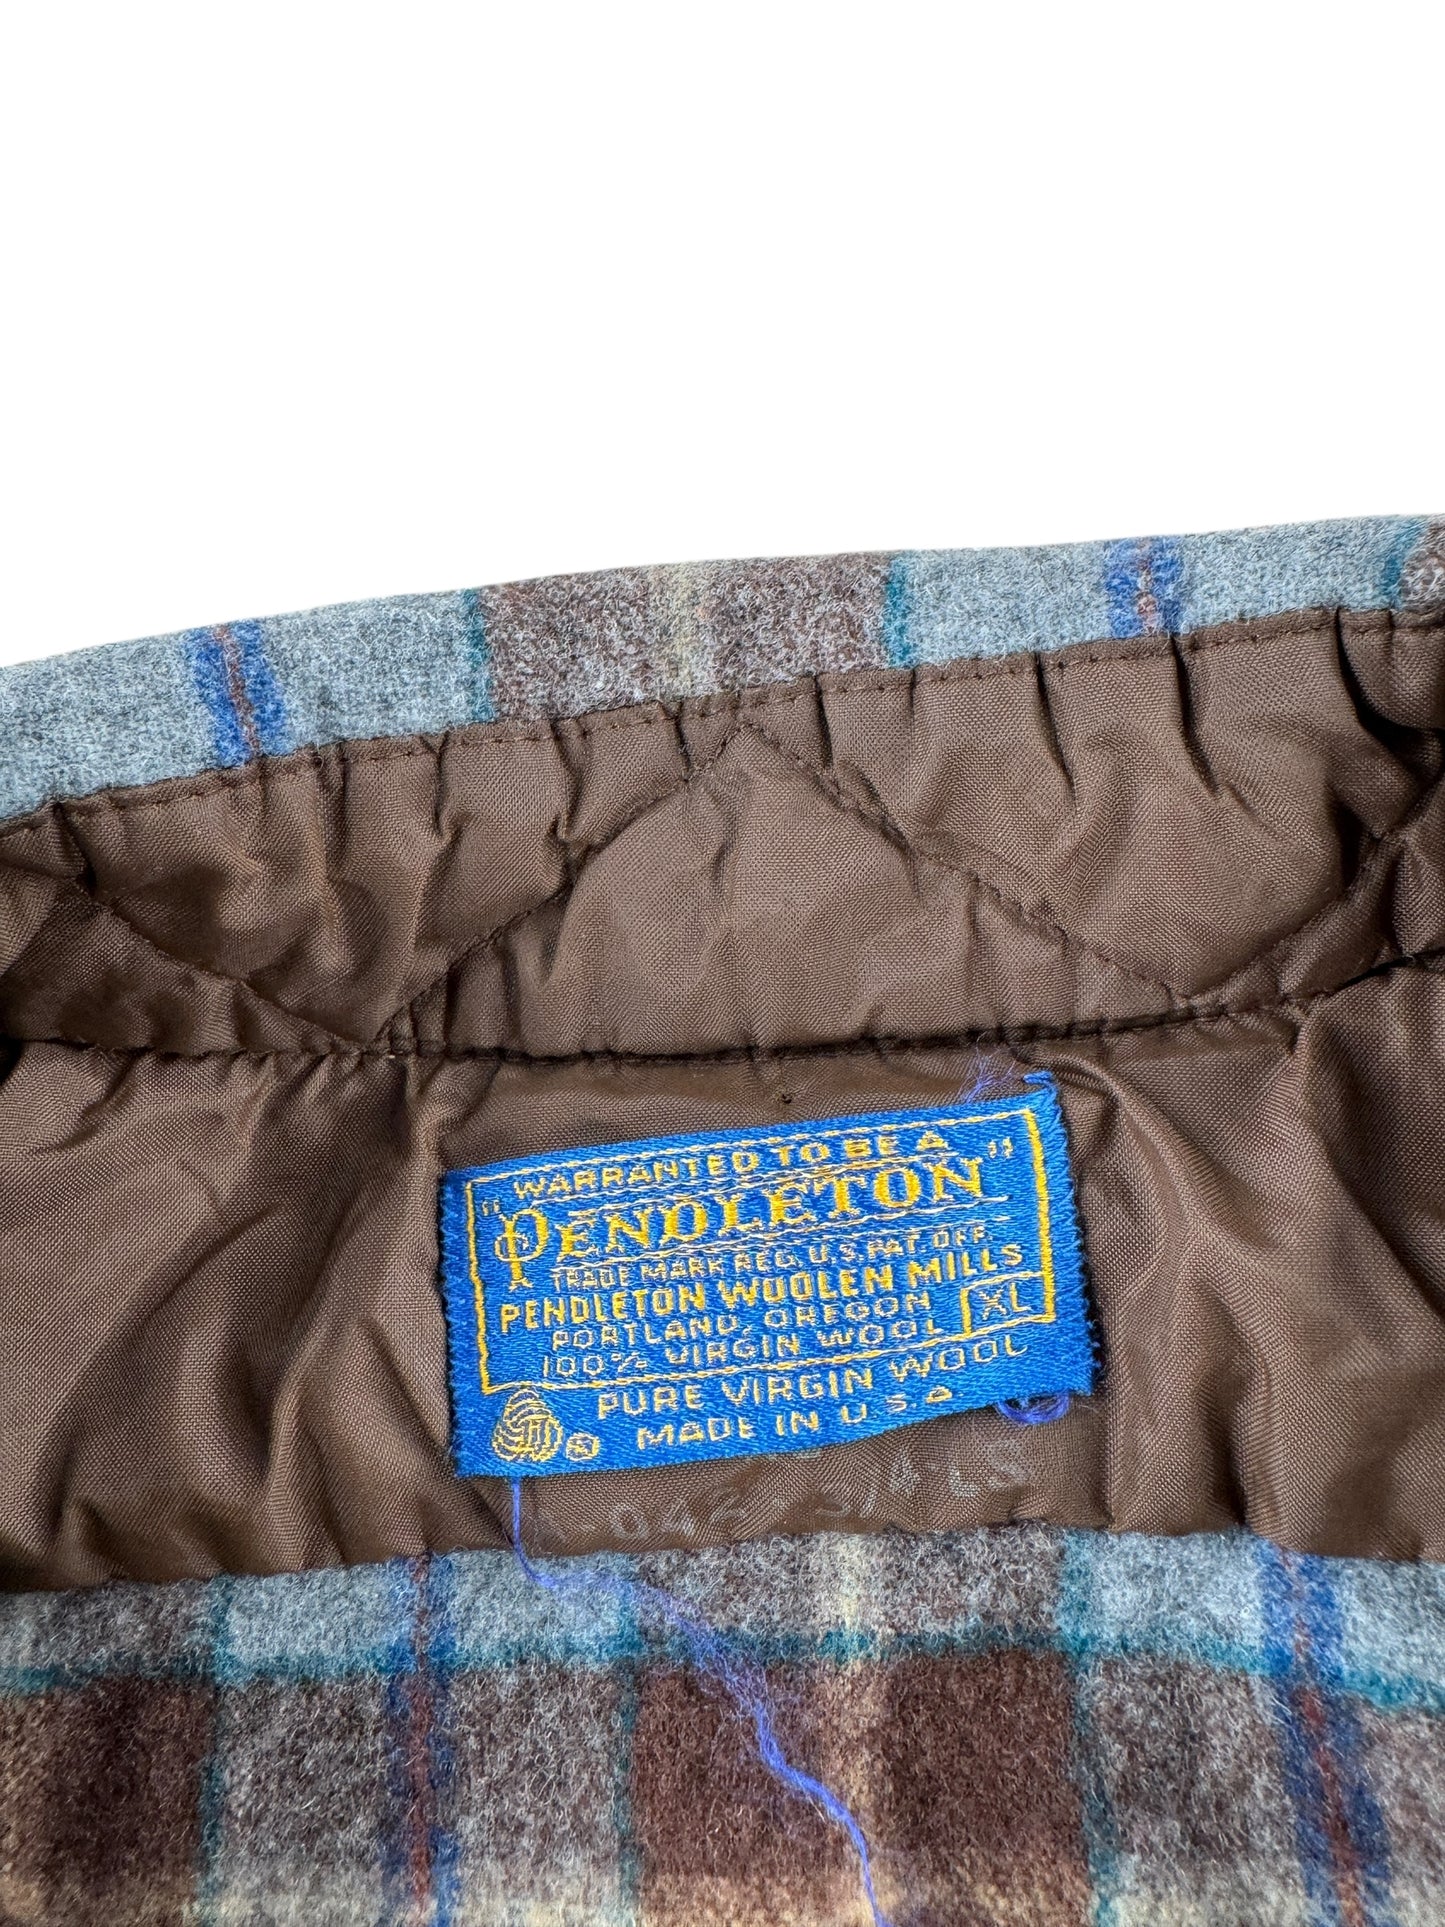 "WARRANTED TO BE A
PENDLETON"
TRADE MARK REG. U.S. PAT. OFF.
PENDLETON WOOLEN MILLS
PORTLAND, OREGON
100% VIRGIN WOOL
XL
PURE VIRGIN WOOL
MADE IN U.S.A
R
042